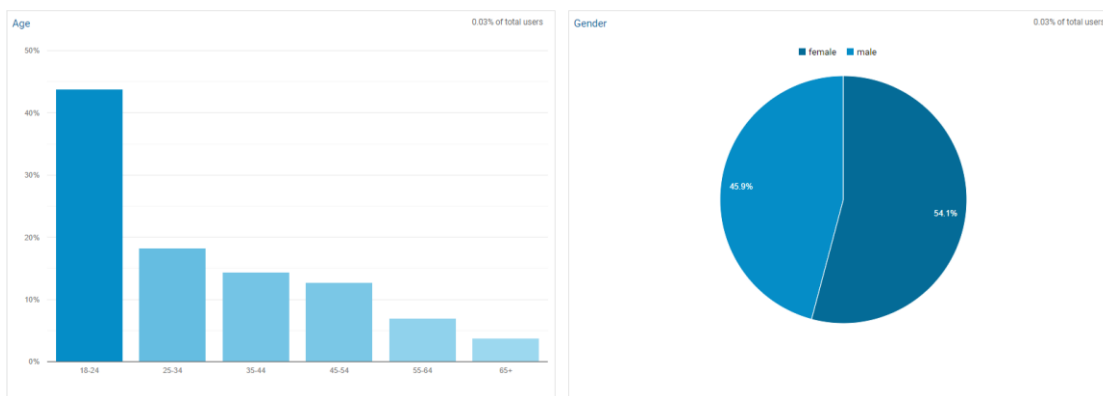 Age
0.03% of total users
50%
40%
30%
20%
10%
0%
18-24
25-34
35-44
45-54
55-64
65+
Gender
0.03% of total users
female
male
45.9%
54.1%